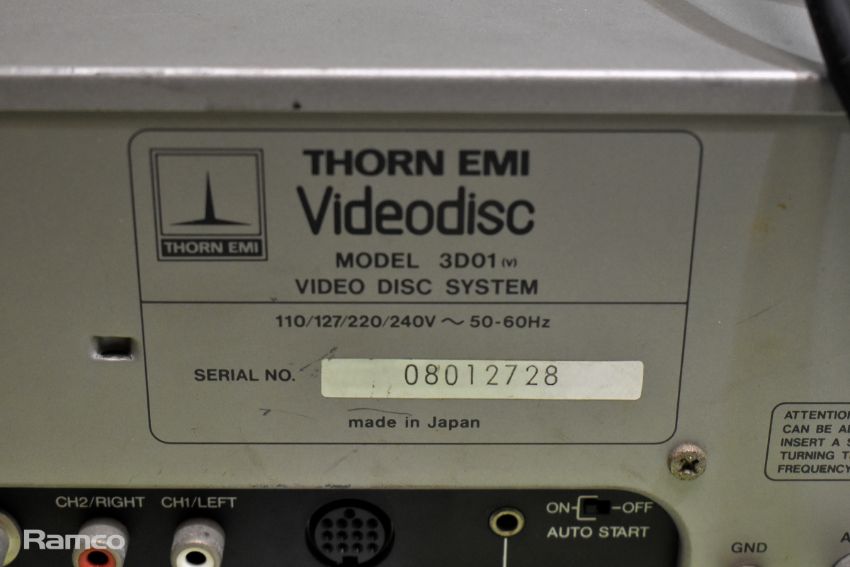 THORN EMI
Videodisc
THORN EMI
MODEL 3D01 (V)
VIDEO DISC SYSTEM
110/127/220/240V ~ 50-60Hz
SERIAL NO. 08012728
made in Japan
ATTENTION
CAN BE
INSERT A
TURNING
FREQUENCY
CH2/RIGHT
CH1/LEFT
ON OFF
AUTO START
GND
Ramco